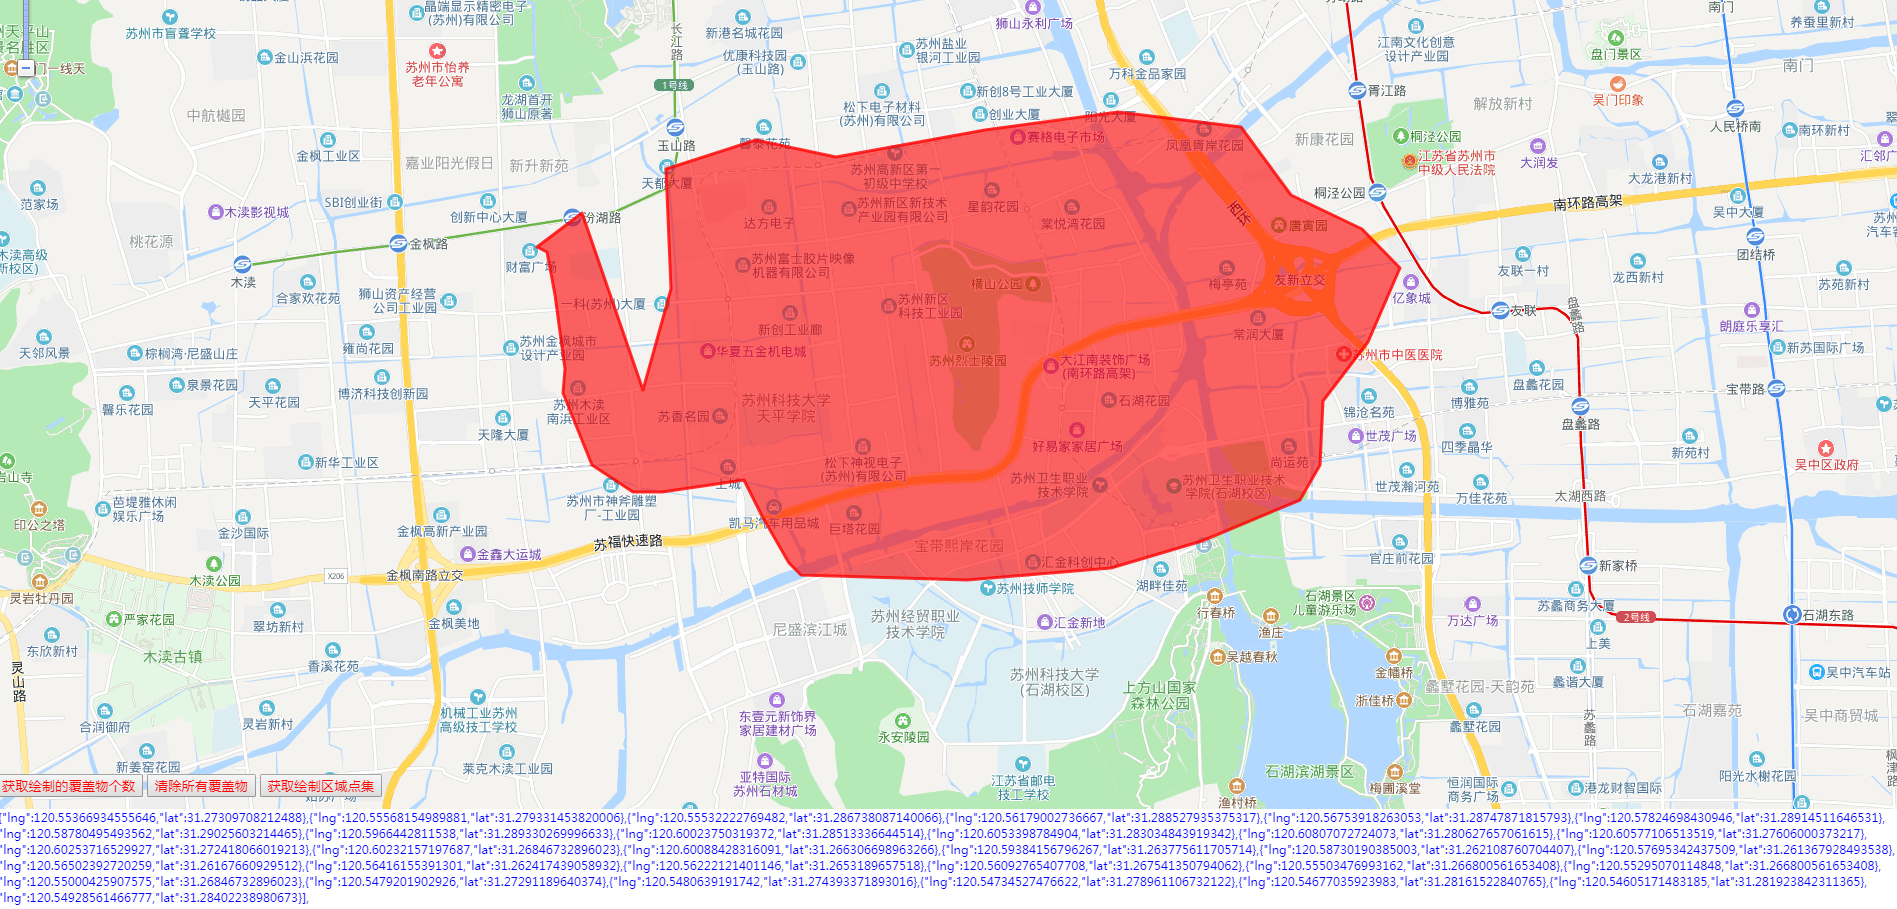 晶端显示精密电子
(苏州)有限公司
苏州市盲聋学校
金山浜花园
苏州市怡养
老年公寓
龙湖首开
狮山原著
中航樾园
门一线天
长江路
新港名城花园
优康科技园
(玉山路)
1号线
松下电子材料
(苏州)有限公司
苏州盐业
银河工业园
狮山永利广场
新创8号工业大厦
创业大厦
万科金品家园
阳光大厦
胥江路
江南文化创意
设计产业园
解放新村
南门
养蚕里新村
盘门景区
南门
吴门印象
人民桥南
南环新村
金枫工业区
嘉业阳光假日
新升新苑
玉山路
馨泰花苑
天都大厦
苏州高新区第一
初级中学校
赛格电子市场
凤凰胥岸花园
新康花园
桐泾公园
江苏省苏州市
中级人民法院
大润发
大龙港新村
汇邻广
范家场
木渎影视城
SBI创业街
创新中心大厦
汾湖路
达方电子
苏州新区新技术
产业园有限公司
星韵花园
棠悦湾花园
西环
唐寅园
桐泾公园
南环路高架
吴中大厦
苏州
汽车客
桃花源
木渎高级
新校区)
金枫路
财富广场
木渎
合家欢花苑
狮山资产经营
公司工业园
一科(苏州)大厦
苏州富士胶片映像
机器有限公司
苏州新区
科技工业园
横山公园
梅亭苑
友新立交
亿象城
友联一村
龙西新村
团结桥
苏苑新村
天邻风景
棕榈湾·尼盛山庄
雍尚花园
苏州金枫城市
设计产业园
新创工业廊
华夏五金机电城
苏州烈士陵园
大江南装饰广场
(南环路高架)
常润大厦
苏州市中医医院
友联
盘蠡路
朗庭乐享汇
新苏国际广场
馨乐花园
泉景花园
天平花园
博济科技创新园
苏州木渎
南浜工业区
苏香名园
苏州科技大学
天平学院
石湖花园
锦沧名苑
博雅苑
盘蠡花园
宝带路
天隆大厦
新华工业区
松下神视电子
(苏州)有限公司
好易家家居广场
尚运苑
世茂广场
四季晶华
盘蠡路
新苑村
吴中区政府
芭堤雅休闲
娱乐广场
金沙国际
金枫高新产业园
苏州市神斧雕塑
厂-工业园
上城
凯马汽车用品城
巨塔花园
苏州卫生职业
技术学院
苏州卫生职业技术
学院(石湖校区)
世茂瀚河苑
万佳花苑
太湖西路
印公之塔
木渎公园
X206
金枫南路立交
金鑫大运城
苏福快速路
宝带熙岸花园
汇金科创中心
苏州技师学院
湖畔佳苑
官庄前花园
新家桥
灵岩牡丹园
严家花园
翠坊新村
金枫美地
尼盛滨江城
苏州经贸职业
技术学院
汇金新地
行春桥
渔庄
石湖景区
儿童游乐场
万达广场
苏蠡商务大厦
2号线
上美
石湖东路
东欣新村
木渎古镇
香溪花苑
灵山路
苏州科技大学
(石湖校区)
上方山国家
森林公园
吴越春秋
金幡桥
浙佳桥
蠡墅花园-天韵苑
蠡谐大厦
吴中汽车站
合润御府
灵岩新村
机械工业苏州
高级技工学校
东壹元新饰界
家居建材广场
永安陵园
蠡墅花园
苏蠡路
石湖嘉苑
吴中商贸城
新姜窑花园
莱克木渎工业园
亚特国际
苏州石材城
江苏省邮电
技工学校
石湖滨湖景区
渔村桥
梅圃溪堂
恒润国际
商务广场
港龙财智国际
阳光水榭花园
枫津路
获取绘制的覆盖物个数 清除所有覆盖物 获取绘制区域点集
{"lng":120.55366934555646,"lat":31.27309708212488},{"lng":120.55568154989881,"lat":31.279331453820006},{"lng":120.55532222769482,"lat":31.286738087140066},{"lng":120.56179002736667,"lat":31.288527935375317},{"lng":120.56753918263053,"lat":31.28747871815793},{"lng":120.57824698430946,"lat":31.28914511646531},
"lng":120.58780495493562,"lat":31.29025603214465},{"lng":120.5966442811538,"lat":31.289330269996633},{"lng":120.60023750319372,"lat":31.28513336644514},{"lng":120.6053398784904,"lat":31.283034843919342},{"lng":120.60807072724073,"lat":31.280627657061615},{"lng":120.60577106513519,"lat":31.27606000373217},
"lng":120.60253716529927,"lat":31.272418066019213},{"lng":120.60232157197687,"lat":31.26846732896023},{"lng":120.60088428316091,"lat":31.266306698963266},{"lng":120.59384156796267,"lat":31.263775611705714},{"lng":120.58730190385003,"lat":31.262108760704407},{"lng":120.57695342437509,"lat":31.261367928493538},
"lng":120.56502392720259,"lat":31.26167660929512},{"lng":120.56416155391301,"lat":31.262417439058932},{"lng":120.56222121401146,"lat":31.2653189657518},{"lng":120.56092765407708,"lat":31.267541350794062},{"lng":120.55503476993162,"lat":31.266800561653408},{"lng":120.55295070114848,"lat":31.266800561653408},
"lng":120.55000425907575,"lat":31.26846732896023},{"lng":120.5479201902926,"lat":31.27291189640374},{"lng":120.5480639191742,"lat":31.274393371893016},{"lng":120.54734527476622,"lat":31.278961106732122},{"lng":120.54677035923983,"lat":31.28161522840765},{"lng":120.54605171483185,"lat":31.281923842311365},
"lng":120.54928561466777,"lat":31.28402238980673}],